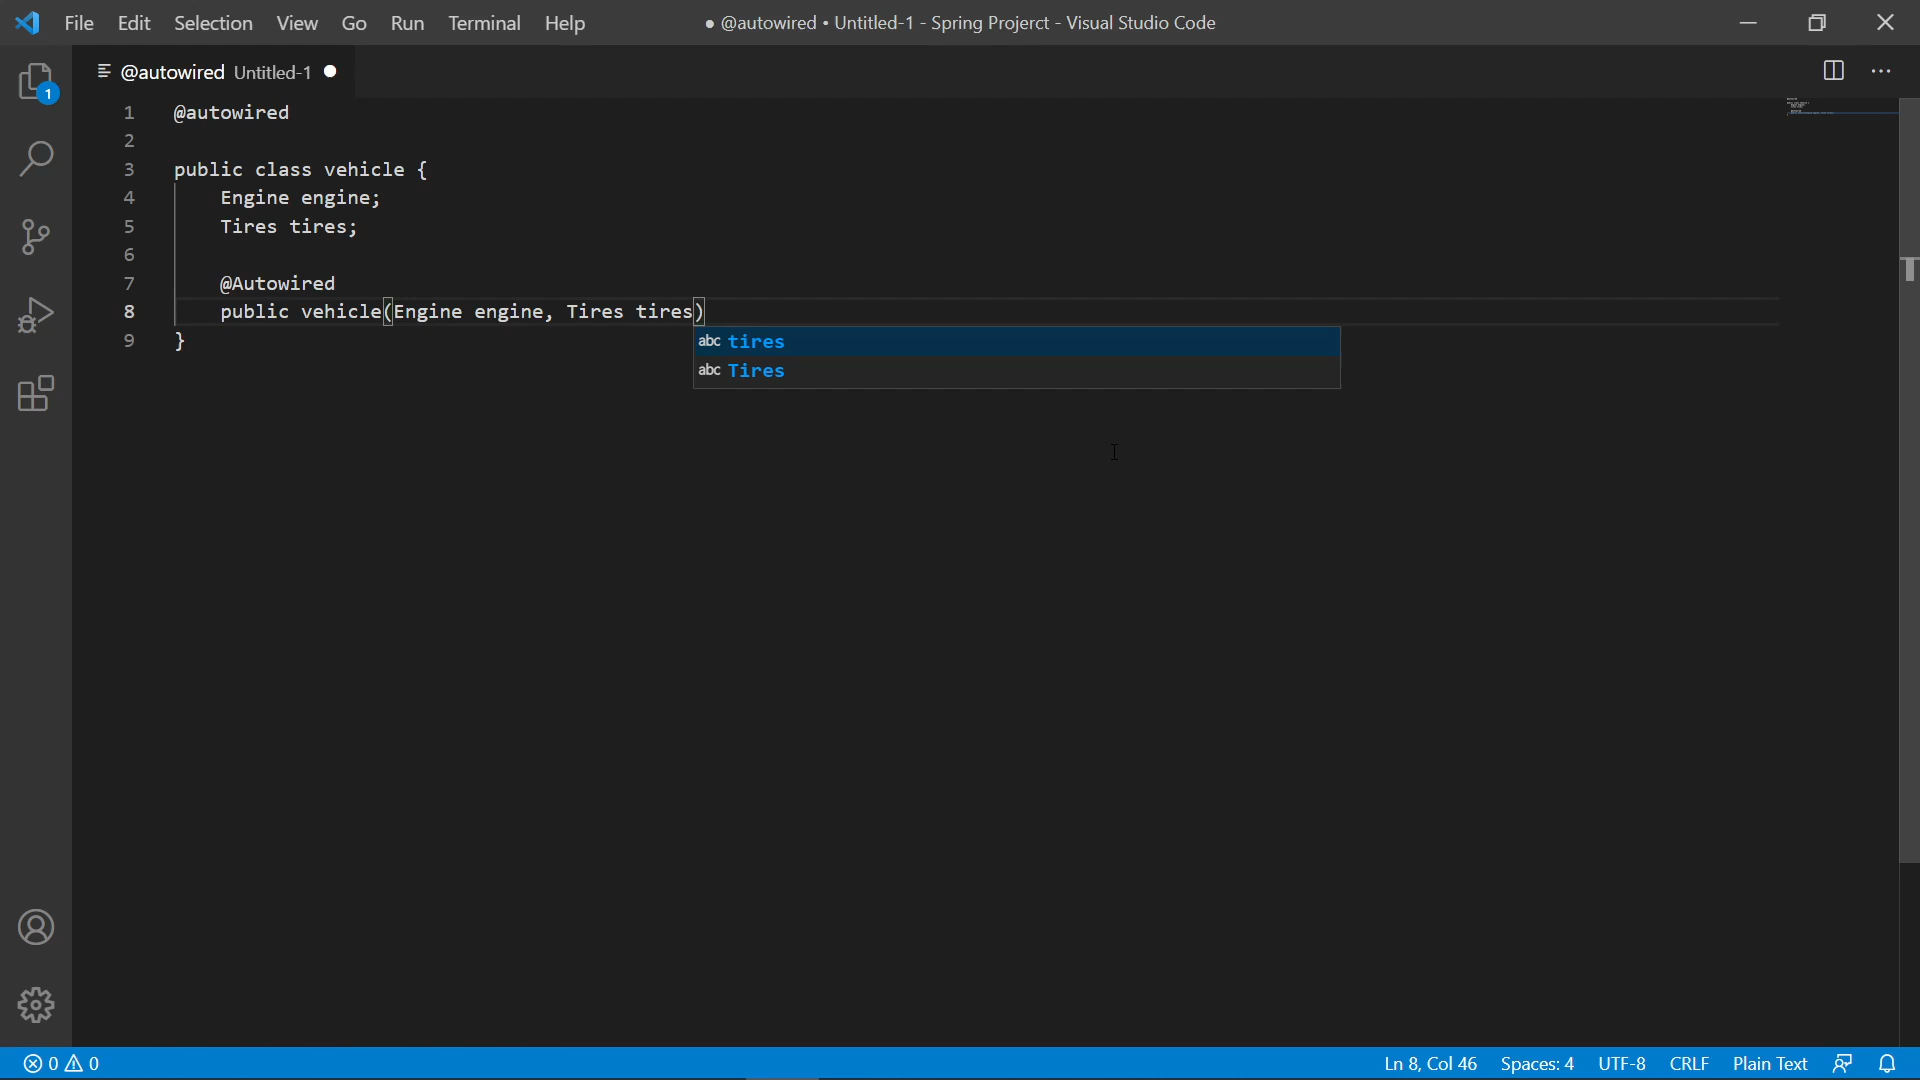 File Edit Selection View Go Run Terminal Help
● @autowired • Untitled-1 - Spring Projerct - Visual Studio Code
1
@autowired Untitled-1 ●
1 @autowired
2
3 public class vehicle {
4 Engine engine;
5 Tires tires;
6
7 @Autowired
8 public vehicle(Engine engine, Tires tires)
9 }
abc tires
abc Tires
0 0 Ln 8, Col 46 Spaces: 4 UTF-8 CRLF Plain Text